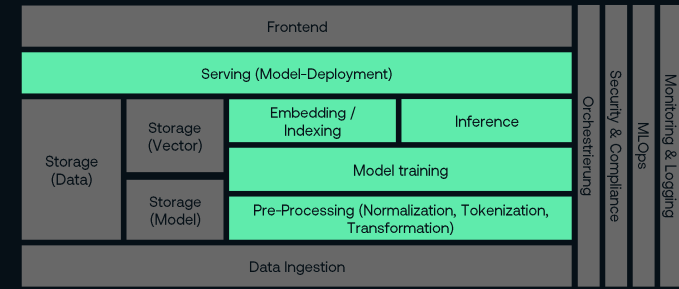 Frontend
Serving (Model-Deployment)
Storage
(Data)
Storage
(Vector)
Storage
(Model)
Embedding /
Indexing
Inference
Model training
Pre-Processing (Normalization, Tokenization,
Transformation)
Data Ingestion
Orchestrierung
Security & Compliance
MLOps
Monitoring & Logging